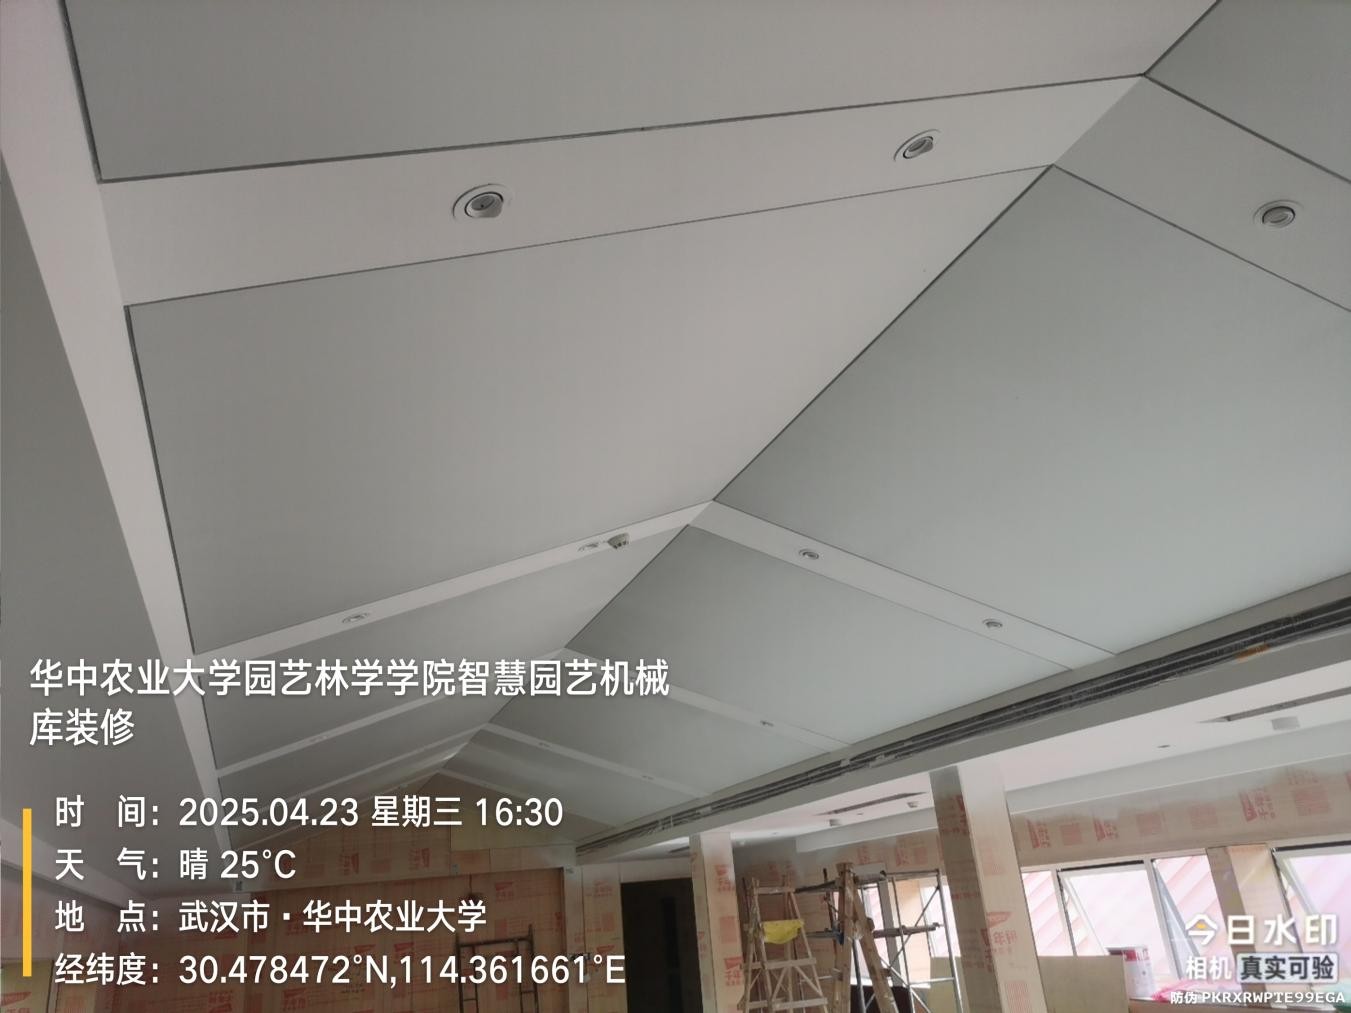 华中农业大学园艺林学学院智慧园艺机械
库装修
时 间：2025.04.23 星期三 16:30
天 气：晴 25°C
地 点：武汉市·华中农业大学
经纬度：30.478472°N,114.361661°E
今日水印
相机 真实可验
防伪 PKRXRWPTE99EGA